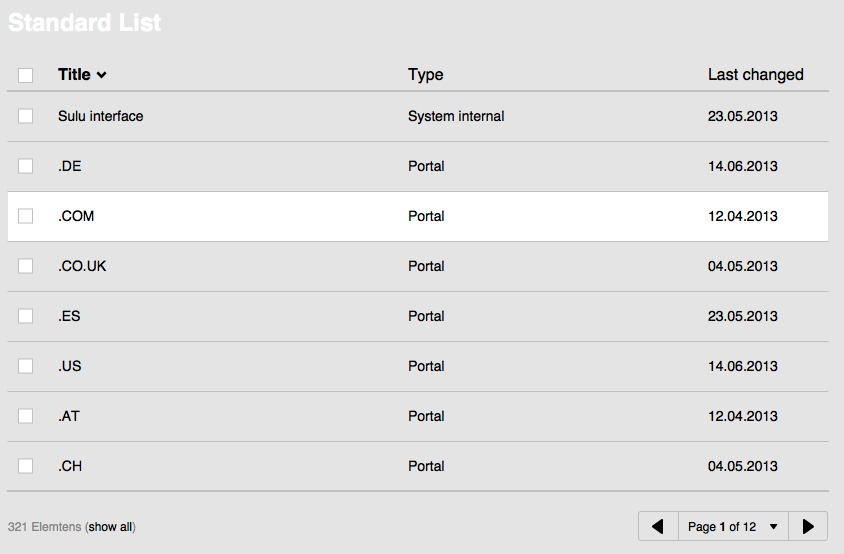 Standard List
Title Type Last changed
Sulu interface System internal 23.05.2013
.DE Portal 14.06.2013
.COM Portal 12.04.2013
.CO.UK Portal 04.05.2013
.ES Portal 23.05.2013
.US Portal 14.06.2013
.AT Portal 12.04.2013
.CH Portal 04.05.2013
321 Elemtens (show all) Page 1 of 12